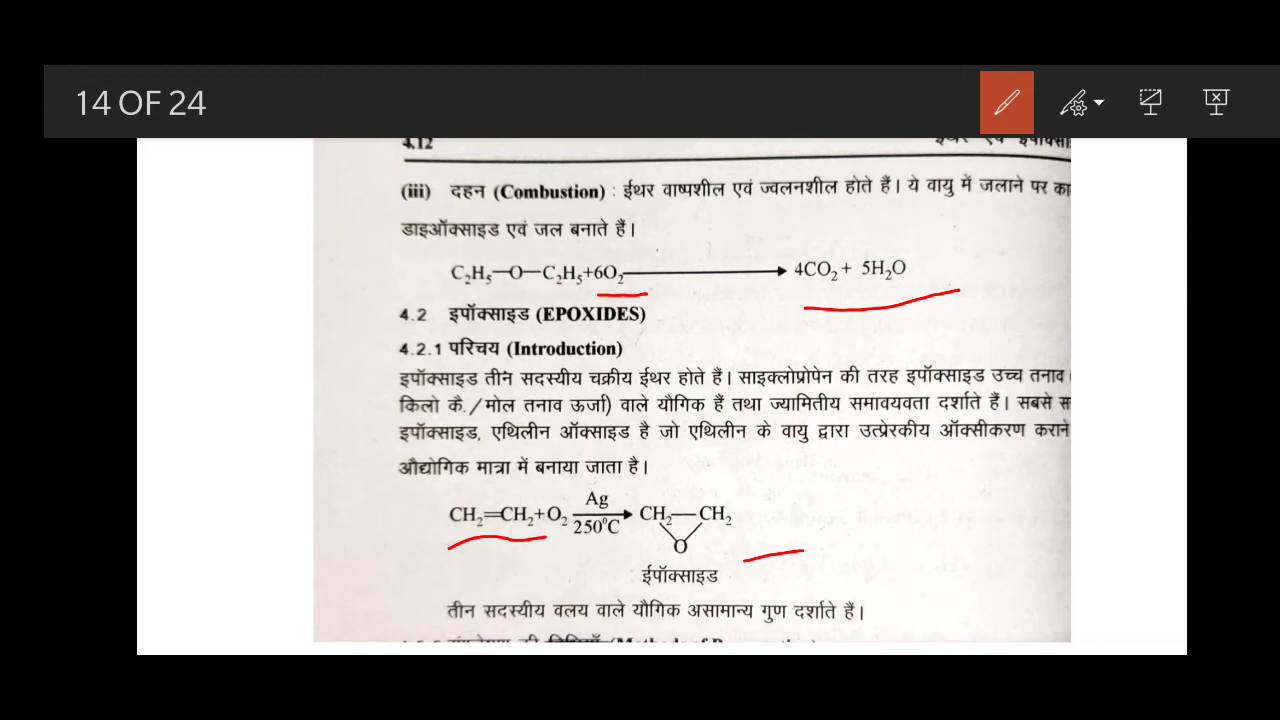 14 OF 24
4.12
(iii) दहन (Combustion) : ईथर वाष्पशील एवं ज्वलनशील होते हैं। ये वायु में जलाने पर
डाइऑक्साइड एवं जल बनाते हैं।
C₂H₅—O—C₂H₅+6O₂ ⟶ 4CO₂ + 5H₂O
4.2 इपॉक्साइड (EPOXIDES)
4.2.1 परिचय (Introduction)
इपॉक्साइड तीन सदस्यीय चक्रीय ईथर होते हैं। साइक्लोप्रोपेन की तरह इपॉक्साइड उच्च तनाव
किलो कै./मोल तनाव ऊर्जा) वाले यौगिक हैं तथा ज्यामितीय समावयवता दर्शाते हैं। सबसे
इपॉक्साइड, एथिलीन ऑक्साइड है जो एथिलीन के वायु द्वारा उत्प्रेरकीय ऑक्सीकरण कराने
औद्योगिक मात्रा में बनाया जाता है।
Ag
CH₂=CH₂+O₂ ⟶ CH₂—CH₂
250⁰C
O
ईपॉक्साइड
तीन सदस्यीय वलय वाले यौगिक असामान्य गुण दर्शाते हैं।